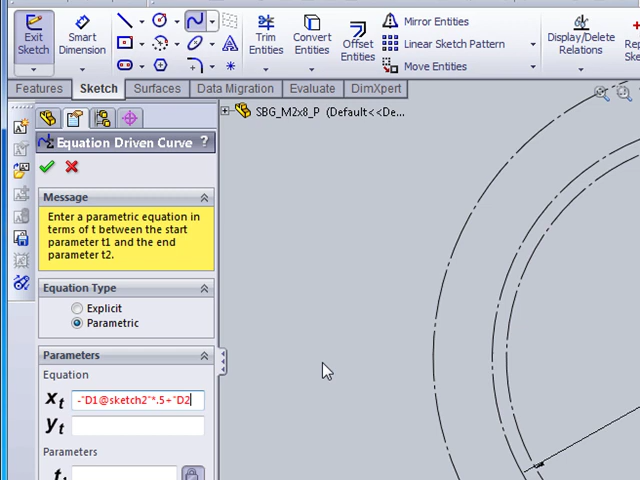 Exit Sketch
Smart Dimension
Trim Entities
Convert Entities
Offset Entities
Mirror Entities
Linear Sketch Pattern
Move Entities
Display/Delete Relations
Features
Sketch
Surfaces
Data Migration
Evaluate
DimXpert
SBG_M2x8_P (Default<<De...
Equation Driven Curve ?
Message
Enter a parametric equation in
terms of t between the start
parameter t1 and the end
parameter t2.
Equation Type
Explicit
Parametric
Parameters
Equation
xt -"D1@sketch2"*.5+"D2
yt
Parameters